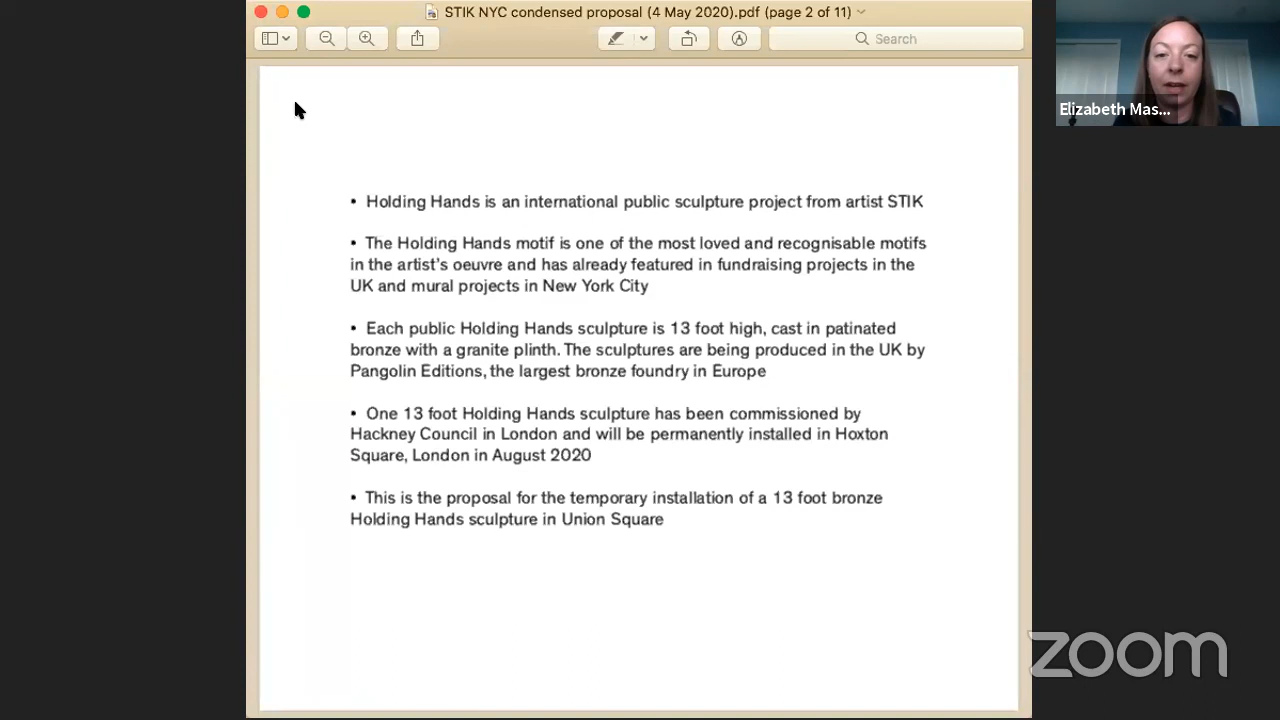 STIK NYC condensed proposal (4 May 2020).pdf (page 2 of 11)
Search
Elizabeth Mas...
• Holding Hands is an international public sculpture project from artist STIK
• The Holding Hands motif is one of the most loved and recognisable motifs
in the artist's oeuvre and has already featured in fundraising projects in the
UK and mural projects in New York City
• Each public Holding Hands sculpture is 13 foot high, cast in patinated
bronze with a granite plinth. The sculptures are being produced in the UK by
Pangolin Editions, the largest bronze foundry in Europe
• One 13 foot Holding Hands sculpture has been commissioned by
Hackney Council in London and will be permanently installed in Hoxton
Square, London in August 2020
• This is the proposal for the temporary installation of a 13 foot bronze
Holding Hands sculpture in Union Square
zoom